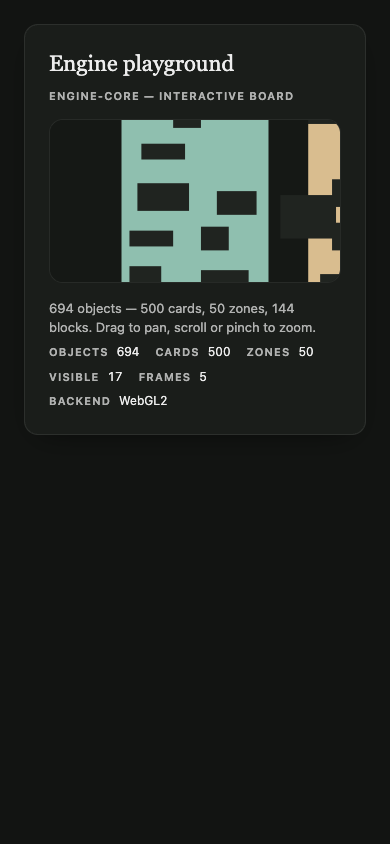 Engine playground
ENGINE-CORE — INTERACTIVE BOARD
694 objects — 500 cards, 50 zones, 144
blocks. Drag to pan, scroll or pinch to zoom.
OBJECTS 694 CARDS 500 ZONES 50
VISIBLE 17 FRAMES 5
BACKEND WebGL2